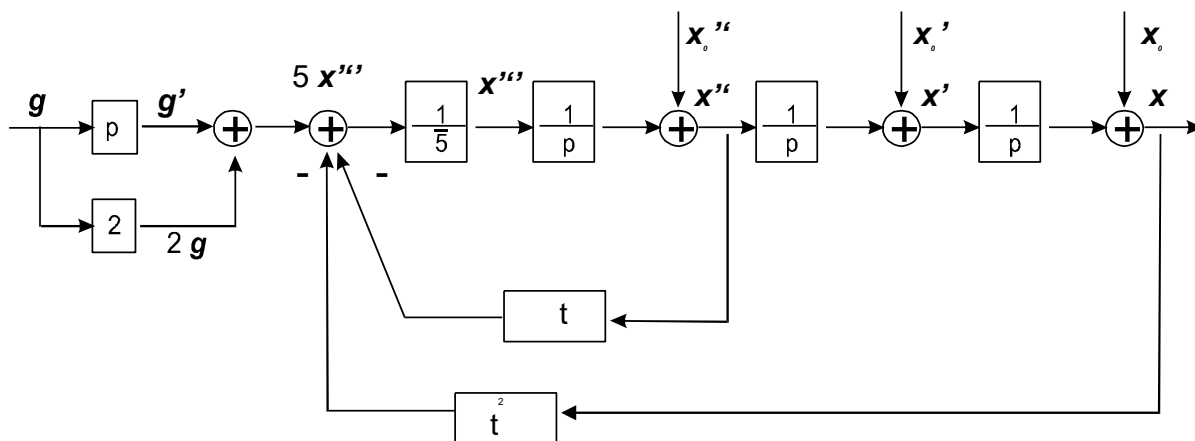 x₀’’ x₀’ x₀
5 x’’’
g g’ x’’’ x’’ x’ x
p + + 1/5 1/p + 1/p + 1/p +
- -
2
2 g
t
t²